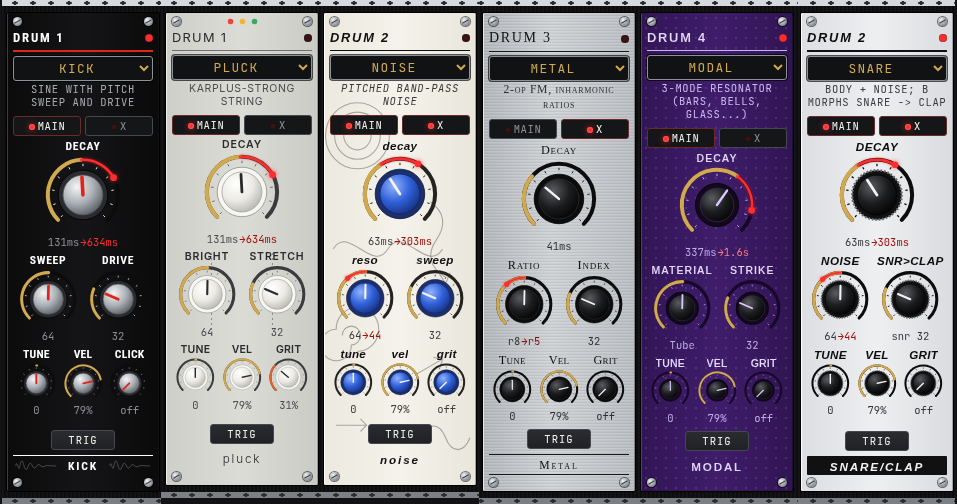 DRUM 1
KICK
SINE WITH PITCH
SWEEP AND DRIVE
MAIN X
DECAY
131ms→634ms
SWEEP DRIVE
64 32
TUNE VEL CLICK
0 79% off
TRIG
KICK
DRUM 1
PLUCK
KARPLUS-STRONG
STRING
MAIN X
DECAY
131ms→634ms
BRIGHT STRETCH
64 32
TUNE VEL GRIT
0 79% 31%
TRIG
pluck
DRUM 2
NOISE
PITCHED BAND-PASS
NOISE
MAIN X
decay
63ms→303ms
reso sweep
64→44 32
tune vel grit
0 79% off
TRIG
noise
DRUM 3
METAL
2-op FM, inharmonic
ratios
MAIN X
Decay
41ms
Ratio Index
r8→r5 32
Tune Vel Grit
0 79% off
TRIG
Metal
DRUM 4
MODAL
3-MODE RESONATOR
(BARS, BELLS,
GLASS...)
MAIN X
DECAY
337ms→1.6s
MATERIAL STRIKE
Tube 32
TUNE VEL GRIT
0 79% off
TRIG
MODAL
DRUM 2
SNARE
BODY + NOISE; B
MORPHS SNARE -> CLAP
MAIN X
DECAY
63ms→303ms
NOISE SNR>CLAP
64→44 snr 32
TUNE VEL GRIT
0 79% off
TRIG
SNARE/CLAP